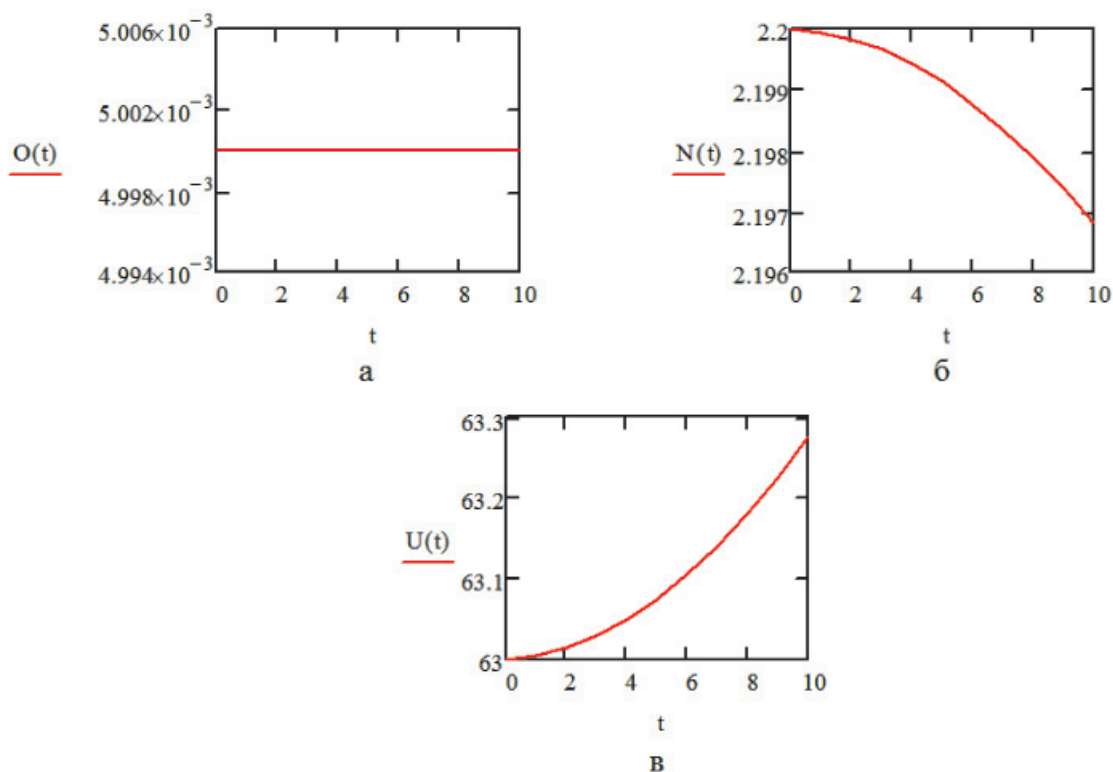 5.006×10⁻³
5.002×10⁻³
O(t)
4.998×10⁻³
4.994×10⁻³
0 2 4 6 8 10
t
а
2.2
2.199
N(t)
2.198
2.197
2.196
0 2 4 6 8 10
t
б
63.3
63.2
U(t)
63.1
63
0 2 4 6 8 10
t
в